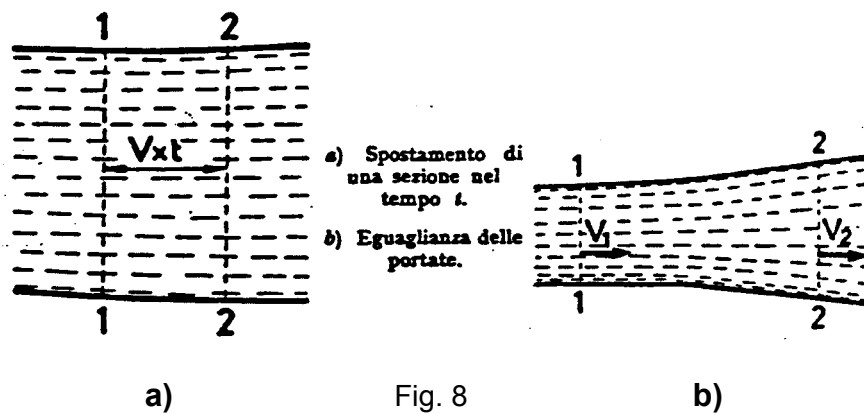 1 2
V×t
1 2
a) Spostamento di
una sezione nel
tempo t.
b) Eguaglianza delle
portate.
1 2
V₁ V₂
1 2
a) Fig. 8 b)